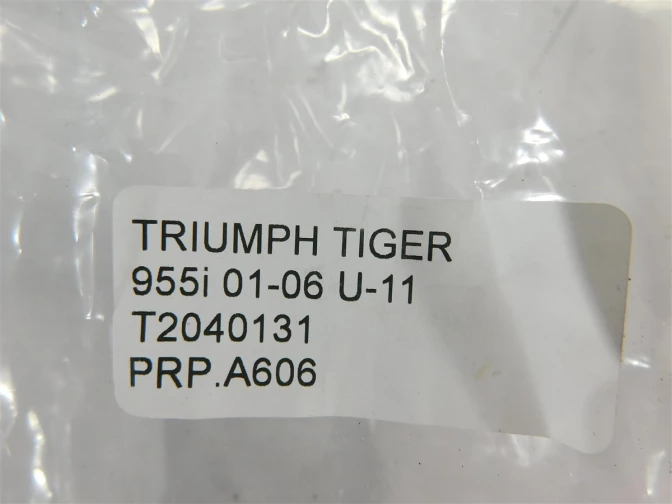 TRIUMPH TIGER
955i 01-06 U-11
T2040131
PRP.A606